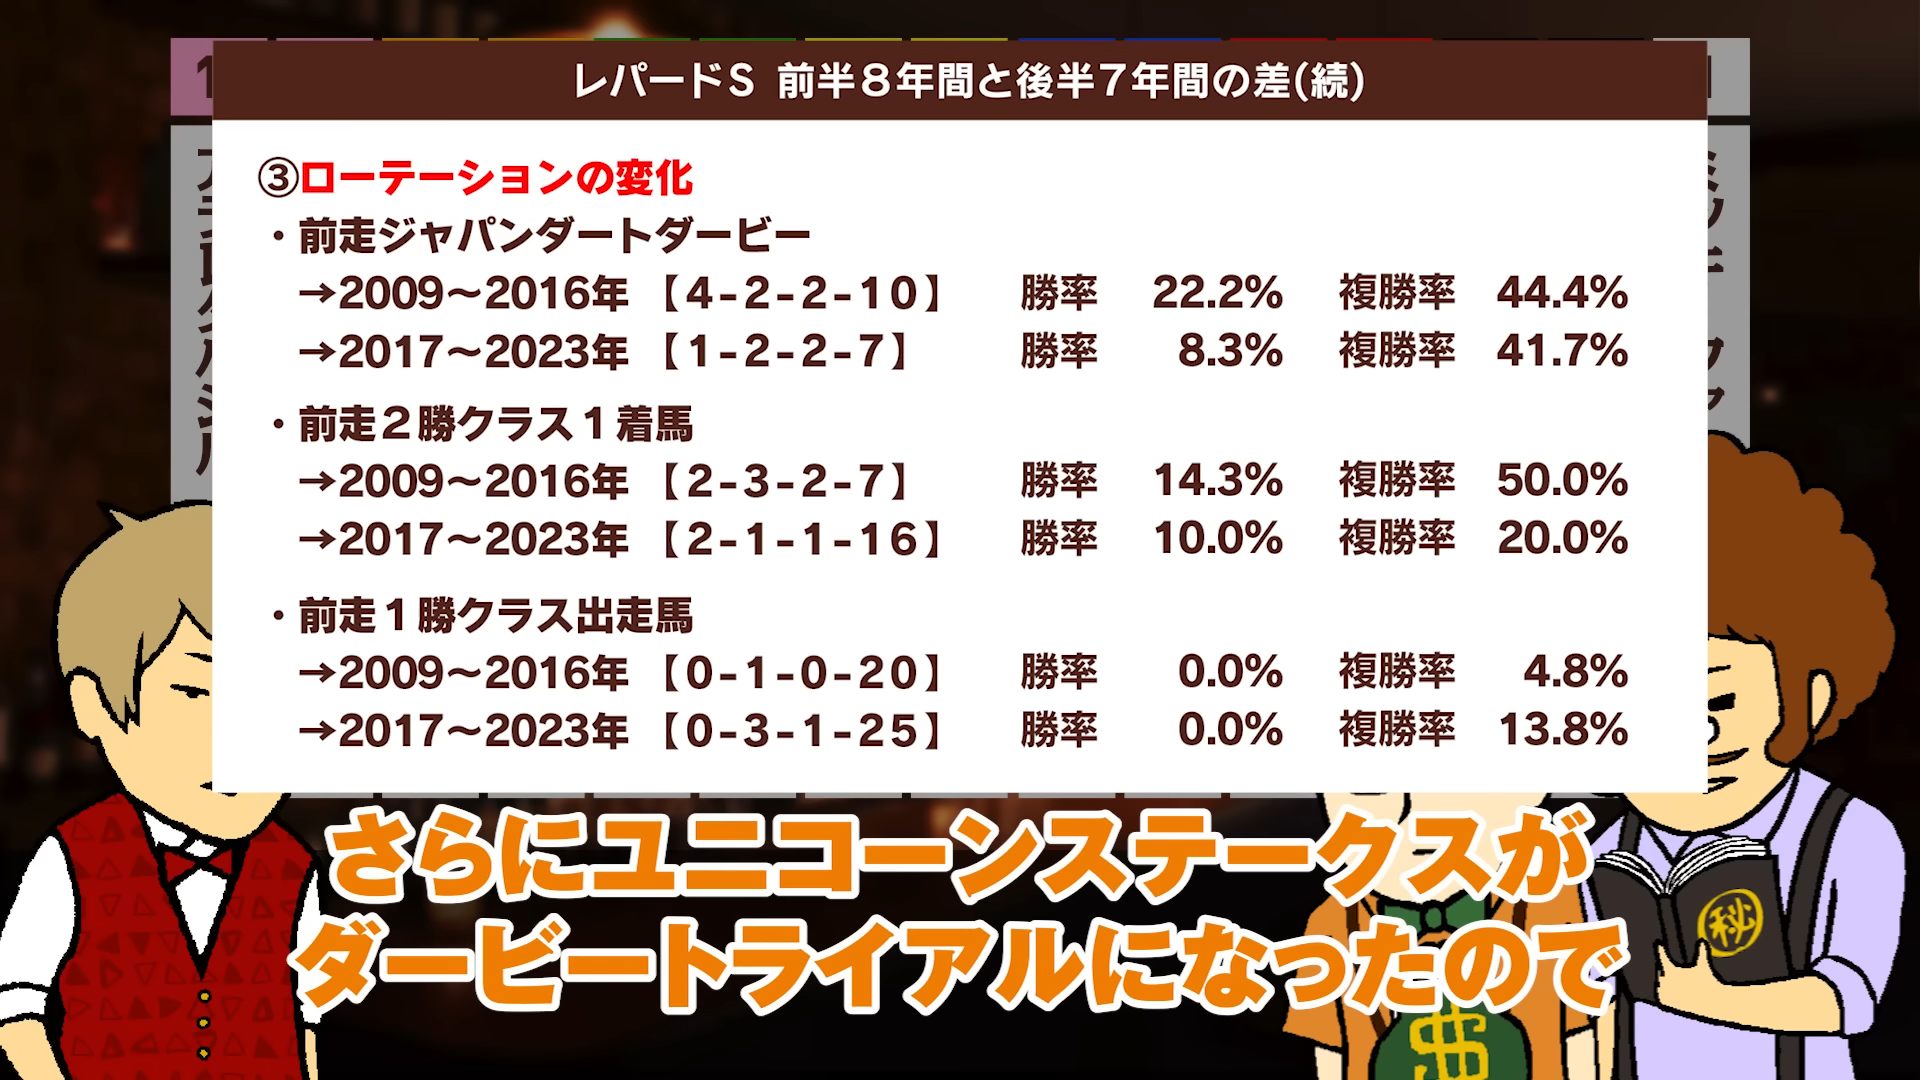 レパードS 前半８年間と後半７年間の差(続)
③ローテーションの変化
・前走ジャパンダートダービー
→2009～2016年 【4-2-2-10】 勝率 22.2% 複勝率 44.4%
→2017～2023年 【1-2-2-7】 勝率 8.3% 複勝率 41.7%
・前走２勝クラス１着馬
→2009～2016年 【2-3-2-7】 勝率 14.3% 複勝率 50.0%
→2017～2023年 【2-1-1-16】 勝率 10.0% 複勝率 20.0%
・前走１勝クラス出走馬
→2009～2016年 【0-1-0-20】 勝率 0.0% 複勝率 4.8%
→2017～2023年 【0-3-1-25】 勝率 0.0% 複勝率 13.8%
さらにユニコーンステークスが
ダービートライアルになったので
㊙
$